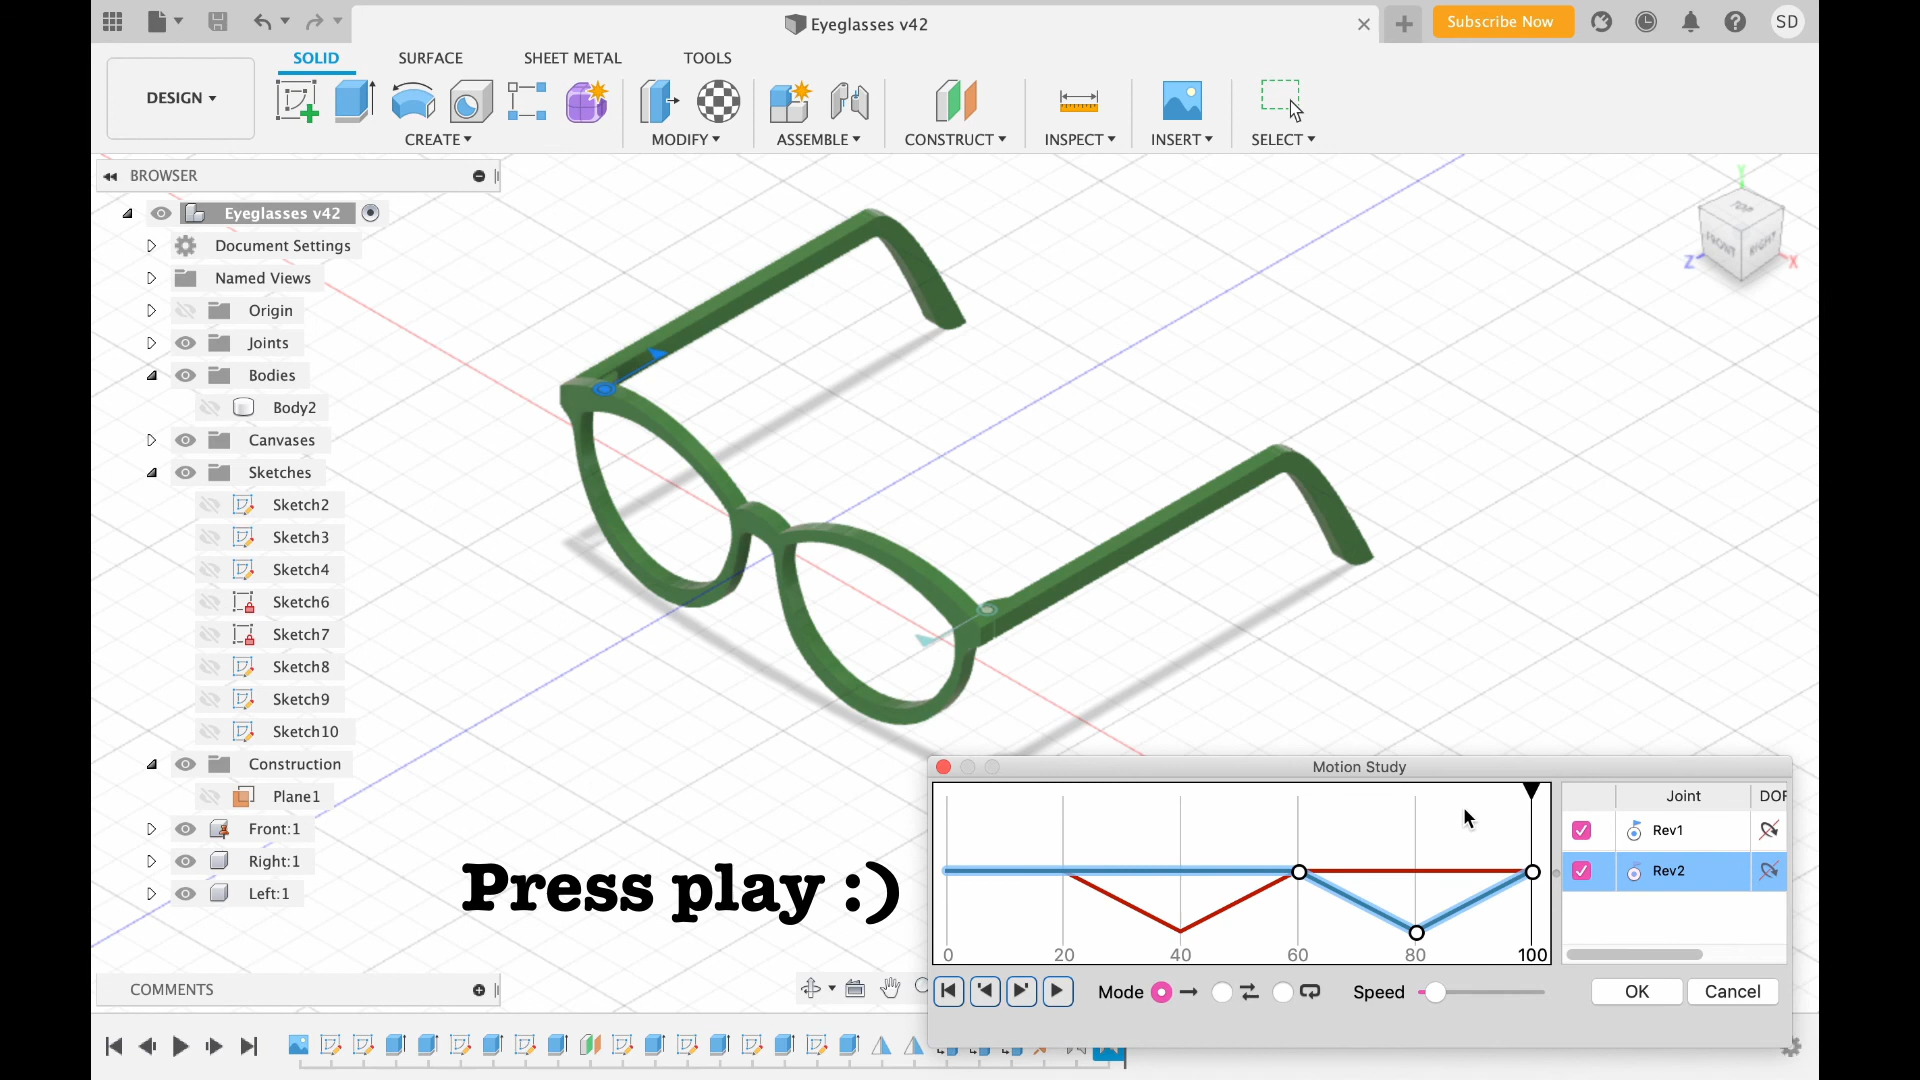 Eyeglasses v42
Subscribe Now
SD
SOLID
SURFACE
SHEET METAL
TOOLS
DESIGN
CREATE
MODIFY
ASSEMBLE
CONSTRUCT
INSPECT
INSERT
SELECT
BROWSER
Eyeglasses v42
Document Settings
Named Views
Origin
Joints
Bodies
Body2
Canvases
Sketches
Sketch2
Sketch3
Sketch4
Sketch6
Sketch7
Sketch8
Sketch9
Sketch10
Construction
Plane1
Front:1
Right:1
Left:1
COMMENTS
Y
TOP
FRONT
RIGHT
Z
X
Press play :)
Motion Study
0 20 40 60 80 100
Joint
Rev1
Rev2
Mode
Speed
OK
Cancel